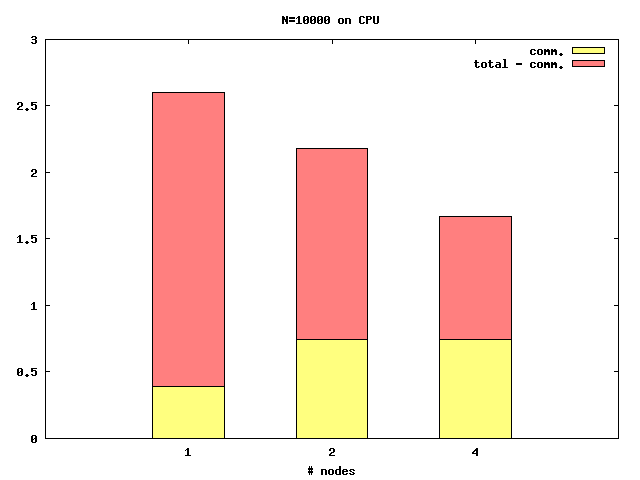 N=10000 on CPU
comm.
total - comm.
3
2.5
2
1.5
1
0.5
0
1 2 4
# nodes